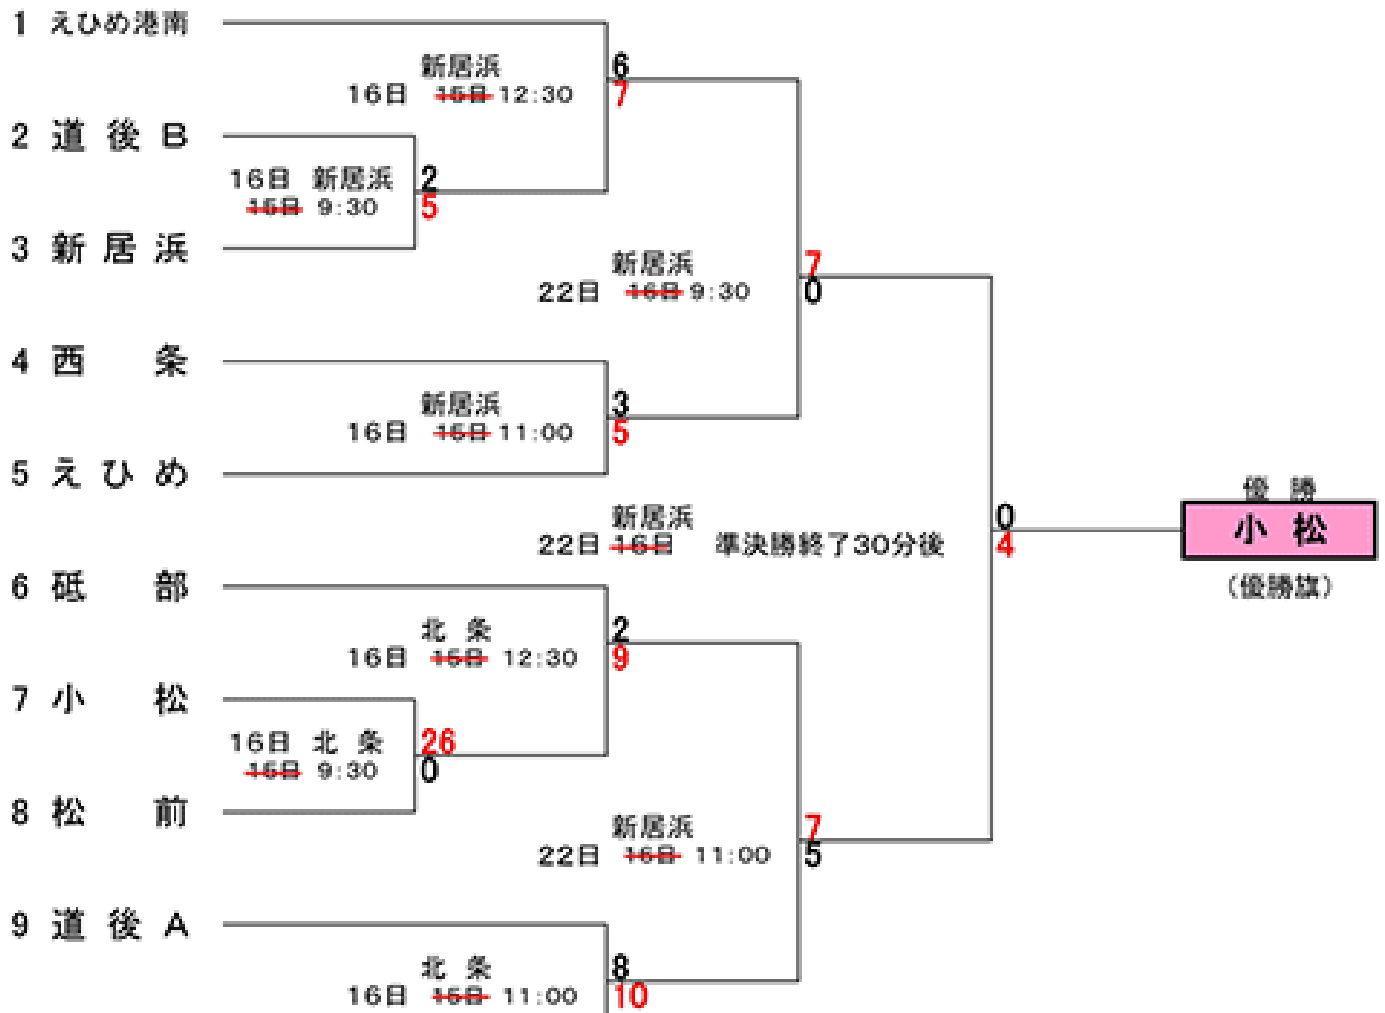 1 えひめ港南
6
新居浜
16日 15日 12:30
7
2 道後B
16日 新居浜
2
15日 9:30
5
3 新居浜
新居浜
7
22日 16日 9:30
0
4 西条
新居浜
3
16日 15日 11:00
5
5 えひめ
優勝
新居浜
0
小松
22日 16日 準決勝終了30分後
4
(優勝旗)
6 砥部
北条
2
16日 15日 12:30
9
7 小松
16日 北条
26
15日 9:30
0
8 松前
新居浜
7
22日 16日 11:00
5
9 道後A
北条
8
16日 15日 11:00
10